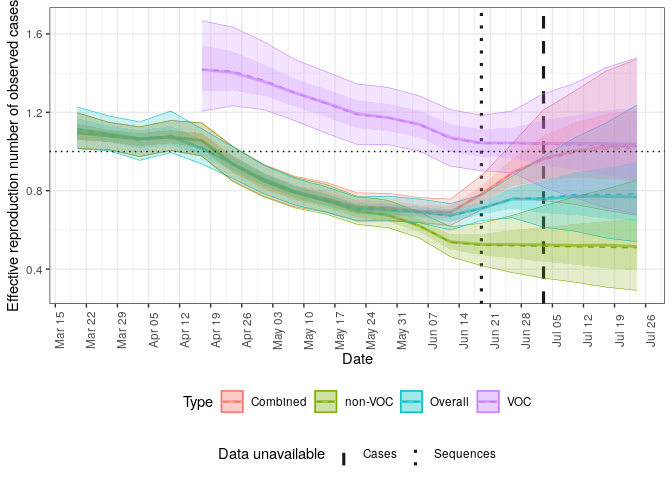 Effective reproduction number of observed cases
1.6
1.2
0.8
0.4
Mar 15
Mar 22
Mar 29
Apr 05
Apr 12
Apr 19
Apr 26
May 03
May 10
May 17
May 24
May 31
Jun 07
Jun 14
Jun 21
Jun 28
Jul 05
Jul 12
Jul 19
Jul 26
Date
Type Combined non-VOC Overall VOC
Data unavailable Cases Sequences